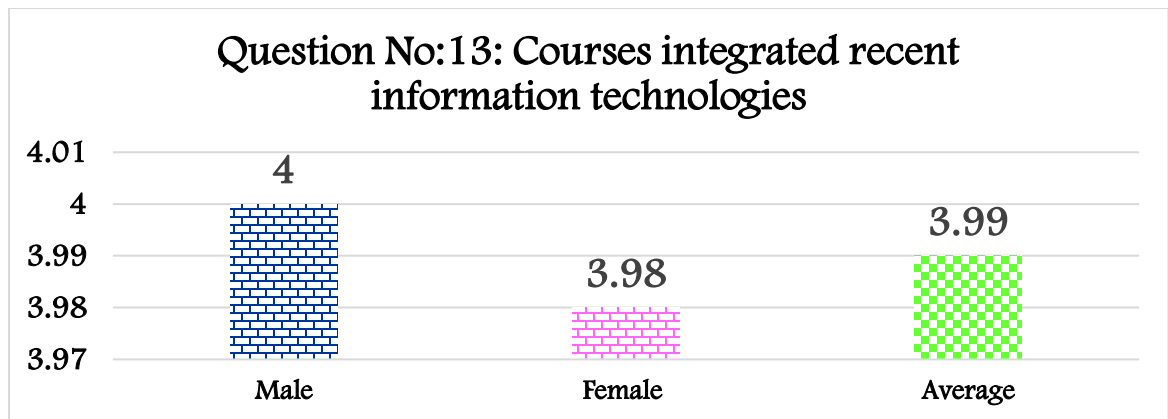 Question No:13: Courses integrated recent
information technologies
4.01
4
3.99
3.98
3.97
4
3.98
3.99
Male
Female
Average